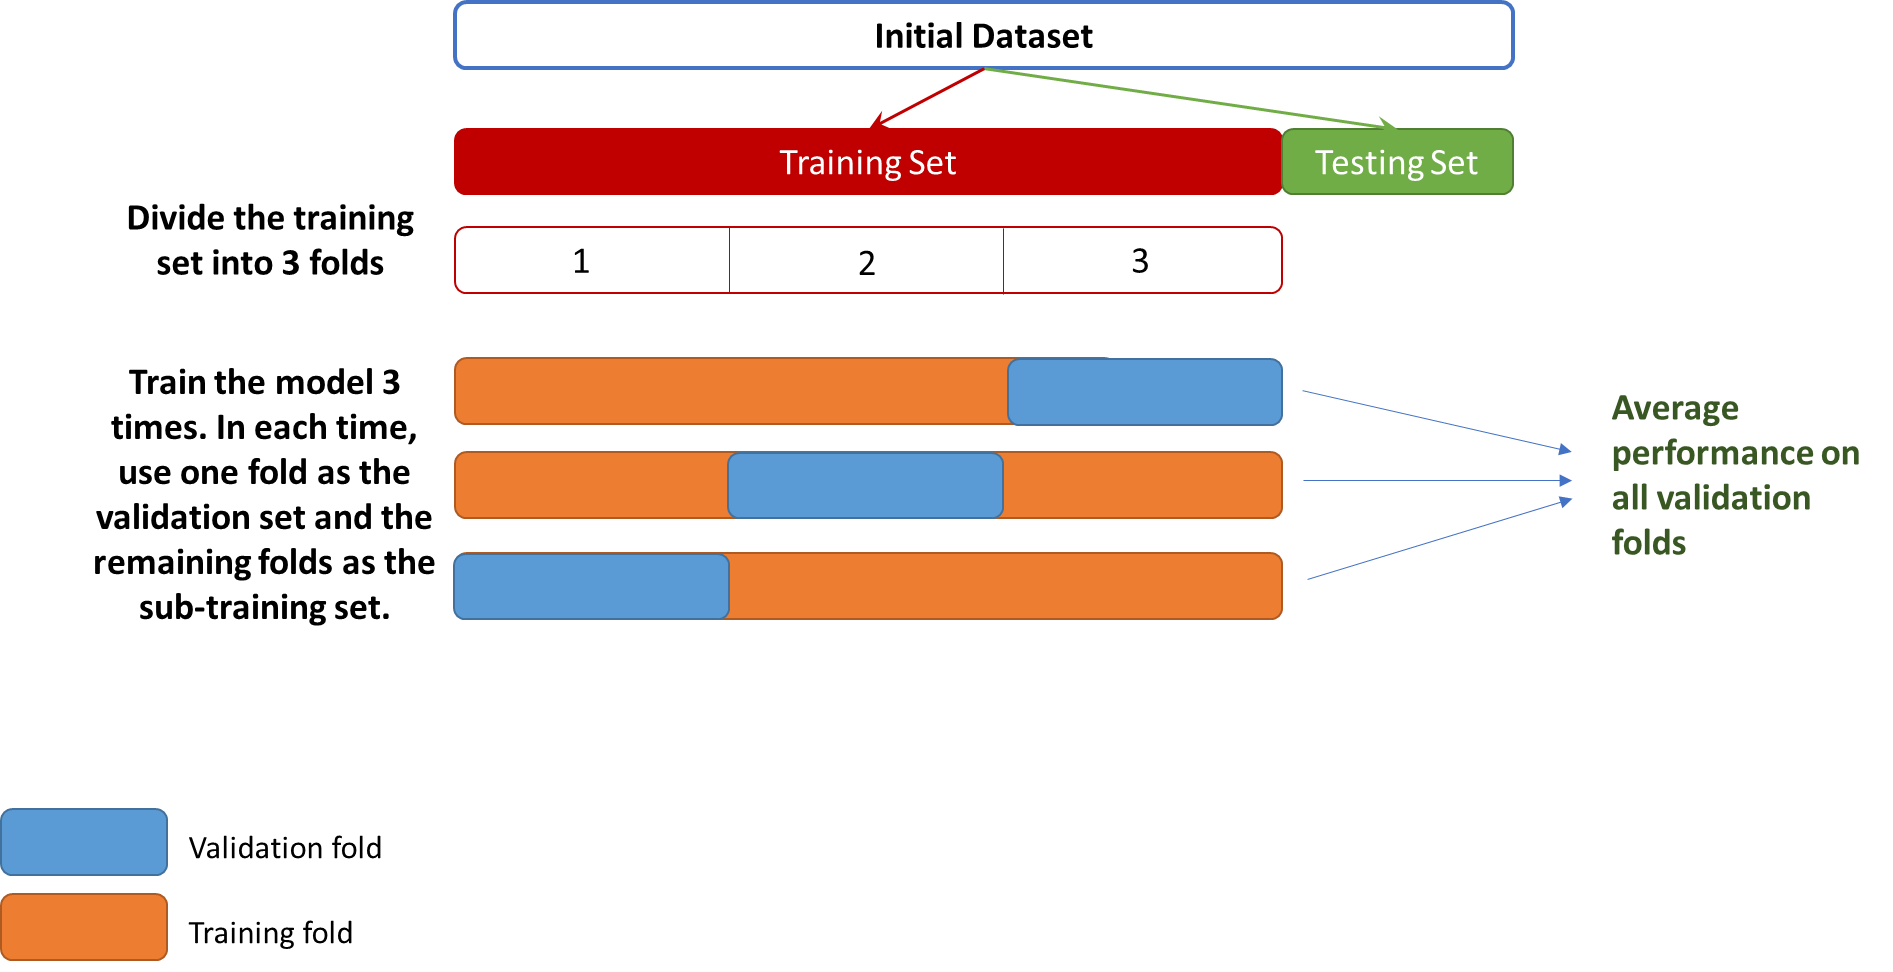 Initial Dataset
Training Set
Testing Set
Divide the training
set into 3 folds
1
2
3
Train the model 3
times. In each time,
use one fold as the
validation set and the
remaining folds as the
sub-training set.
Average
performance on
all validation
folds
Validation fold
Training fold